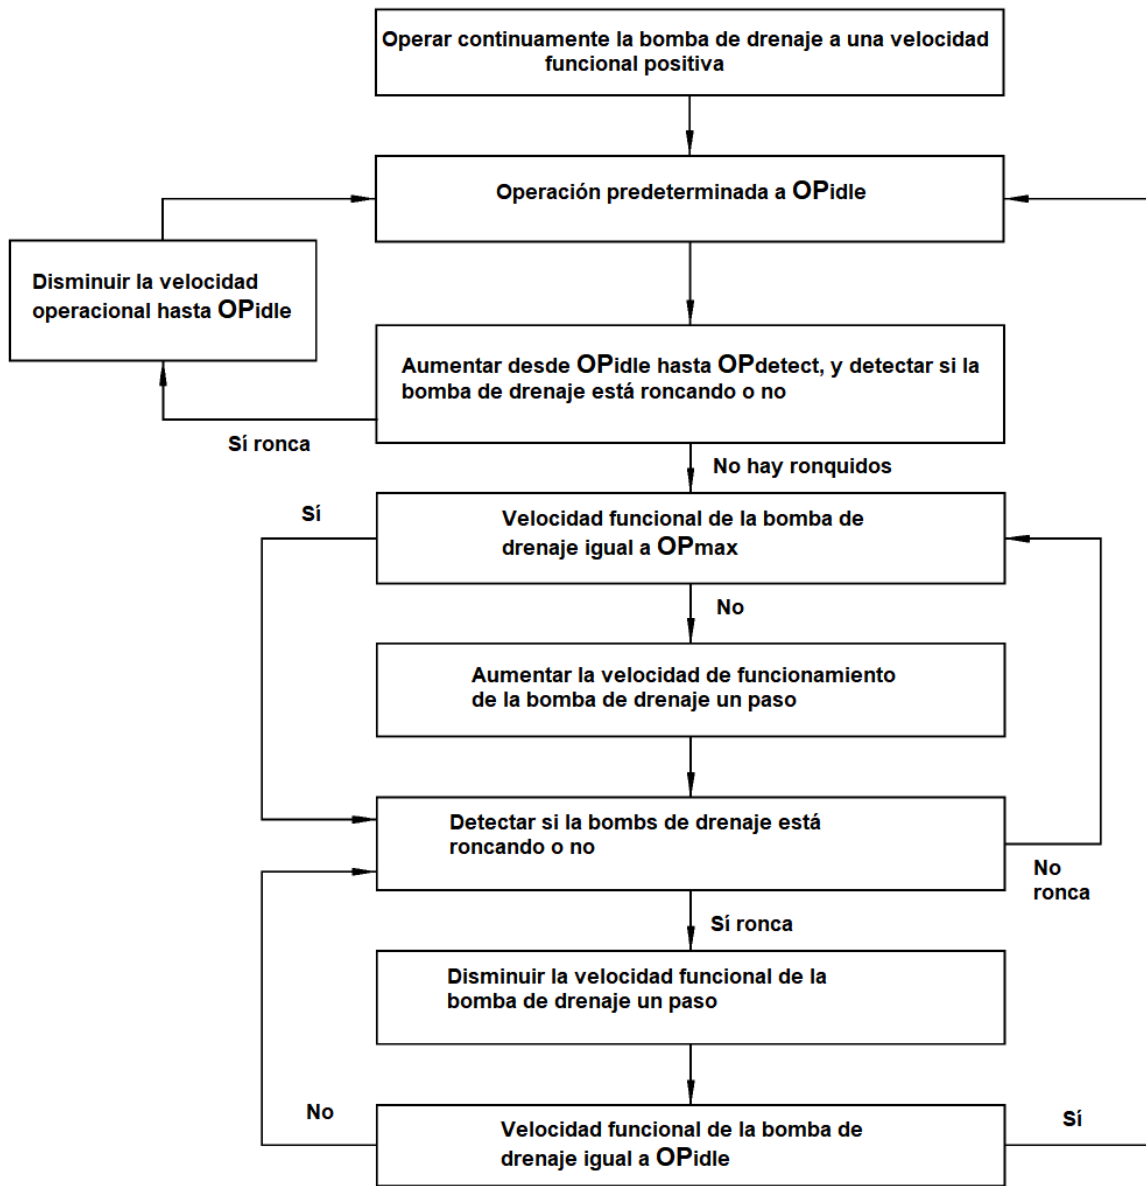 Operar continuamente la bomba de drenaje a una velocidad
funcional positiva
Operación predeterminada a OPidle
Disminuir la velocidad
operacional hasta OPidle
Aumentar desde OPidle hasta OPdetect, y detectar si la
bomba de drenaje está roncando o no
Sí ronca
No hay ronquidos
Sí
Velocidad funcional de la bomba de
drenaje igual a OPmax
No
Aumentar la velocidad de funcionamiento
de la bomba de drenaje un paso
Detectar si la bombs de drenaje está
roncando o no
No
ronca
Sí ronca
Disminuir la velocidad funcional de la
bomba de drenaje un paso
No
Velocidad funcional de la bomba de
drenaje igual a OPidle
Sí